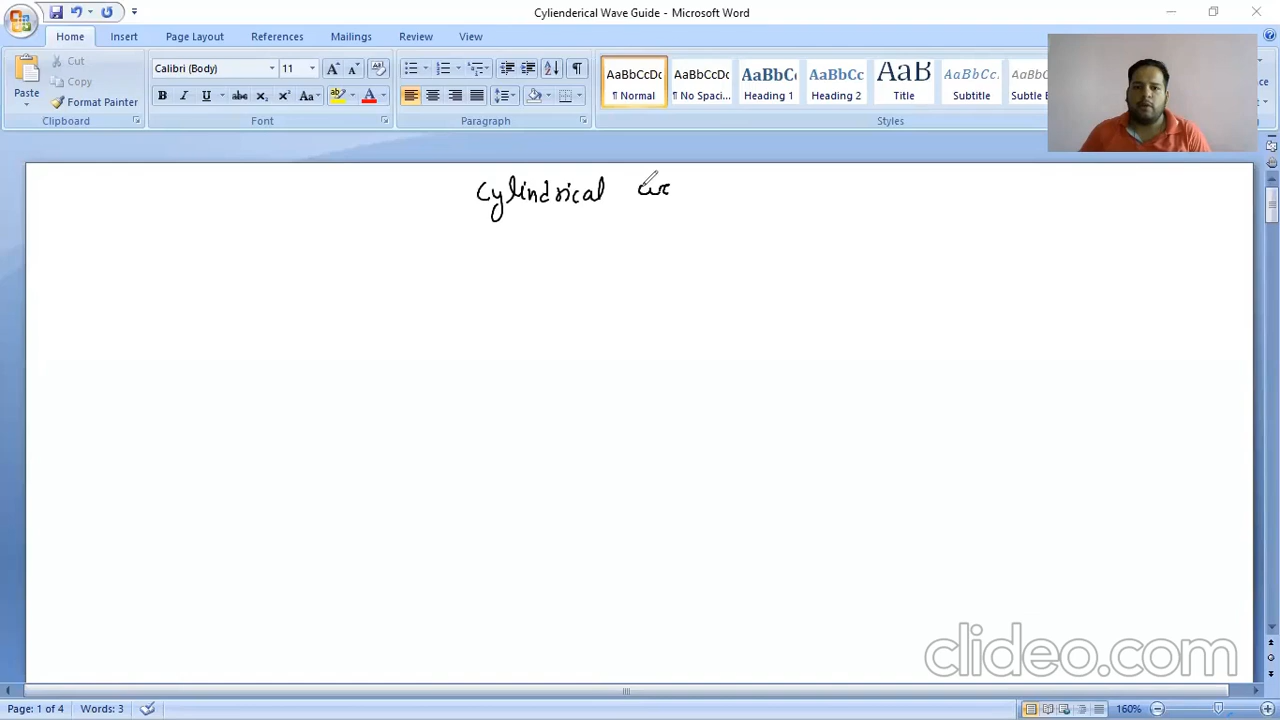 Cylienderical Wave Guide - Microsoft Word
Home Insert Page Layout References Mailings Review View
Paste
Cut
Copy
Format Painter
Clipboard
Calibri (Body) 11
Font
Paragraph
AaBbCcDc AaBbCcDc AaBbC AaBbCc AaB AaBbCc. AaBbCcL
¶ Normal ¶ No Spaci... Heading 1 Heading 2 Title Subtitle Subtle E
Styles
Cylindrical
clideo.com
Page: 1 of 4 Words: 3 160%